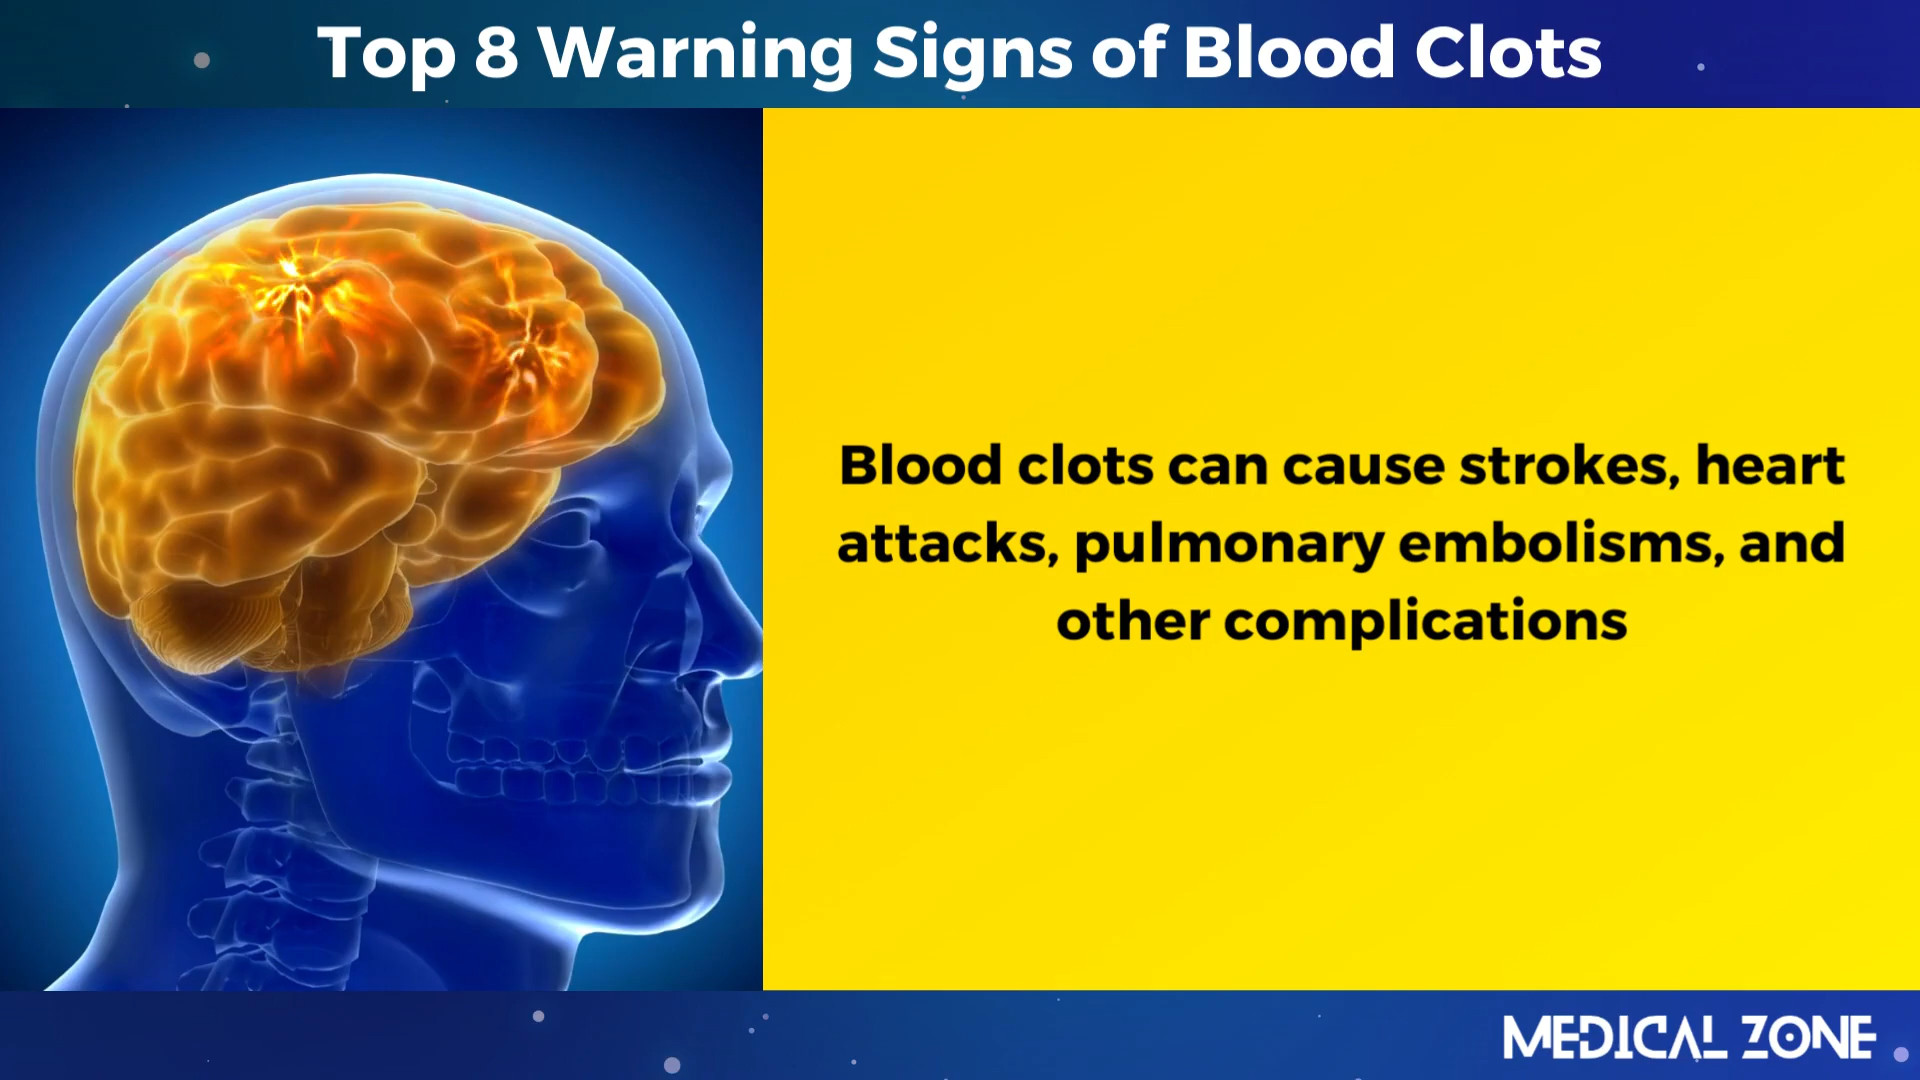 Top 8 Warning Signs of Blood Clots
Blood clots can cause strokes, heart
attacks, pulmonary embolisms, and
other complications
MEDICAL ZONE